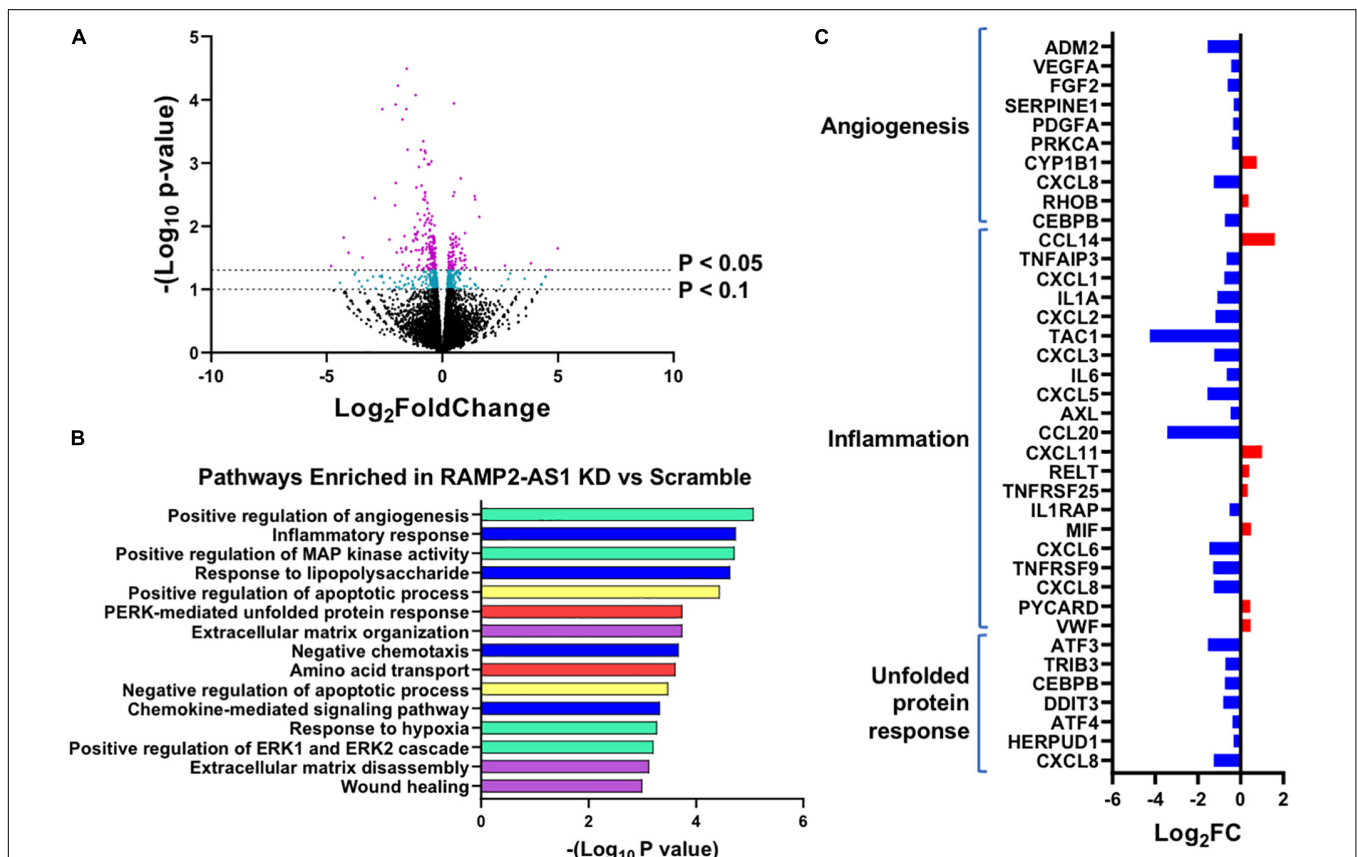 A
5
4
3
2
1
0
-(Log10 p-value)
P < 0.05
P < 0.1
-10
-5
0
5
10
Log2FoldChange
B
Pathways Enriched in RAMP2-AS1 KD vs Scramble
Positive regulation of angiogenesis
Inflammatory response
Positive regulation of MAP kinase activity
Response to lipopolysaccharide
Positive regulation of apoptotic process
PERK-mediated unfolded protein response
Extracellular matrix organization
Negative chemotaxis
Amino acid transport
Negative regulation of apoptotic process
Chemokine-mediated signaling pathway
Response to hypoxia
Positive regulation of ERK1 and ERK2 cascade
Extracellular matrix disassembly
Wound healing
0
2
4
6
-(Log10 P value)
C
Angiogenesis
ADM2
VEGFA
FGF2
SERPINE1
PDGFA
PRKCA
CYP1B1
CXCL8
RHOB
CEBPB
Inflammation
CCL14
TNFAIP3
CXCL1
IL1A
CXCL2
TAC1
CXCL3
IL6
CXCL5
AXL
CCL20
CXCL11
RELT
TNFRSF25
IL1RAP
MIF
CXCL6
TNFRSF9
CXCL8
PYCARD
VWF
Unfolded
protein
response
ATF3
TRIB3
CEBPB
DDIT3
ATF4
HERPUD1
CXCL8
-6
-4
-2
0
2
Log2FC